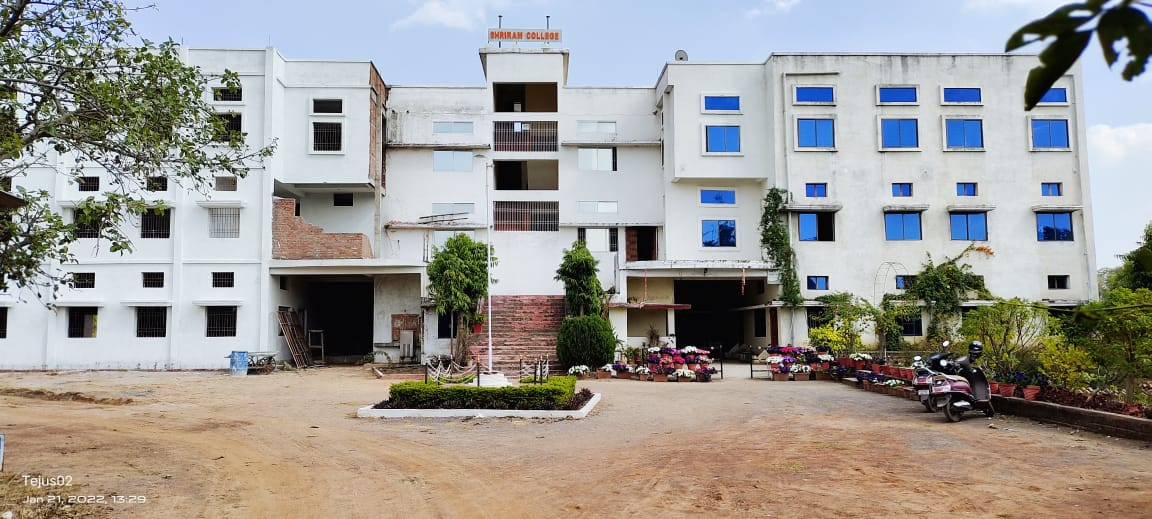 SHRIRAM COLLEGE
Tejus02
Jan 21, 2022, 13:29